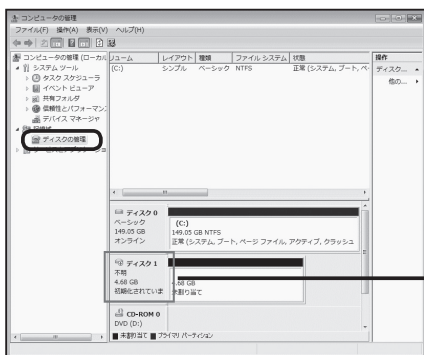 コンピュータの管理
ファイル(F) 操作(A) 表示(V) ヘルプ(H)
コンピュータの管理 (ローカル
システム ツール
タスク スケジューラ
イベント ビューア
共有フォルダ
信頼性とパフォーマンス
デバイス マネージャ
ディスクの管理
リューム レイアウト 種類 ファイル システム 状態
(C:) シンプル ベーシック NTFS 正常 (システム, ブート, ペー
操作
ディスク...
他の...
ディスク 0
ベーシック
149.05 GB
オンライン
(C:)
149.05 GB NTFS
正常 (システム, ブート, ページ ファイル, アクティブ, クラッシュ
ディスク 1
不明
4.68 GB
初期化されていま
4.68 GB
未割り当て
CD-ROM 0
DVD (D:)
未割り当て プライマリ パーティション